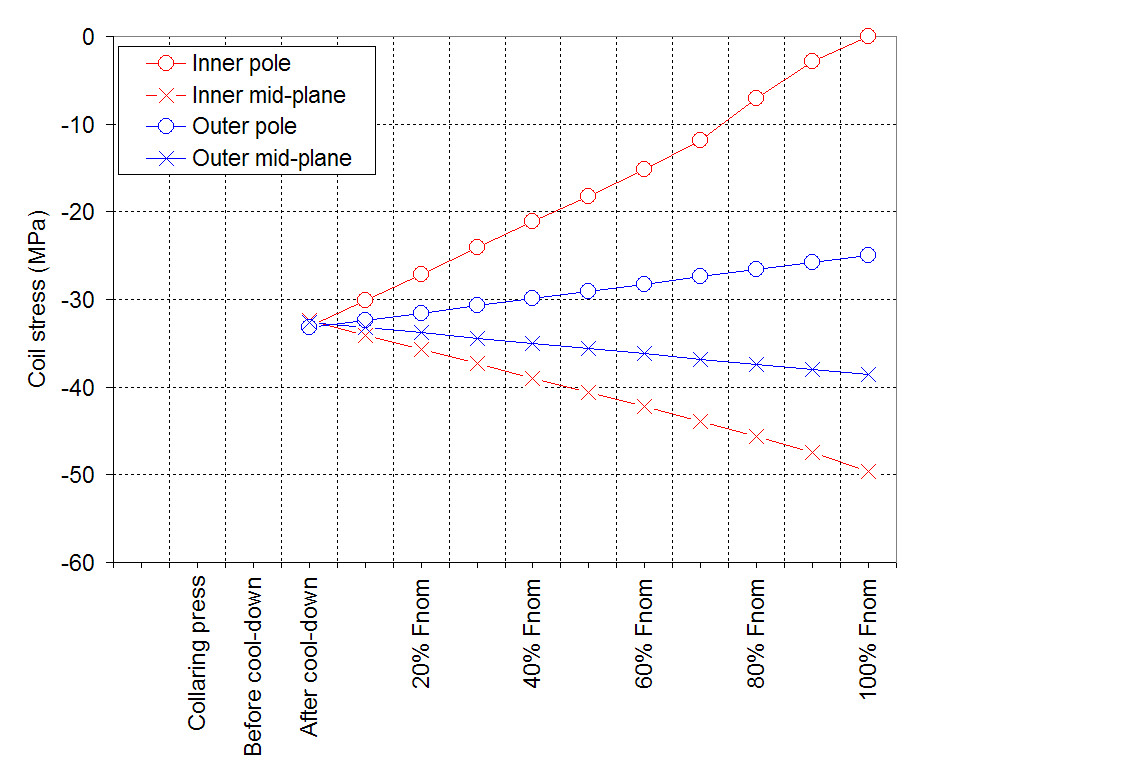 0
-10
-20
-30
-40
-50
-60
Coil stress (MPa)
Inner pole
Inner mid-plane
Outer pole
Outer mid-plane
Collaring press
Before cool-down
After cool-down
20% Fnom
40% Fnom
60% Fnom
80% Fnom
100% Fnom